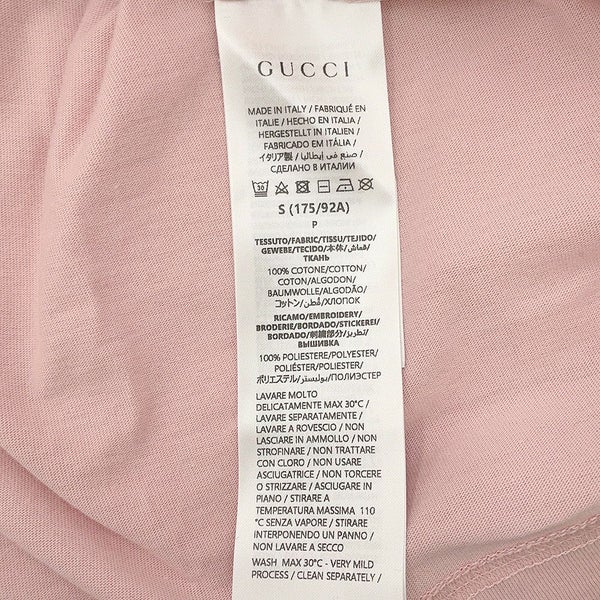 GUCCI
MADE IN ITALY / FABRIQUÉ EN
ITALIE / HECHO EN ITALIA /
HERGESTELLT IN ITALIEN /
FABRICADO EM ITÁLIA /
イタリア製 / صنع في إيطاليا /
СДЕЛАНО В ИТАЛИИ
30
S (175/92A)
P
TESSUTO/FABRIC/TISSU/TEJIDO/
GEWEBE/TECIDO/本体/قماش/
ТКАНЬ
100% COTONE/COTTON/
COTON/ALGODON/
BAUMWOLLE/ALGODÃO/
コットン/قطن/ХЛОПОК
RICAMO/EMBROIDERY/
BRODERIE/BORDADO/STICKEREI/
BORDADO/刺繍部分/تطريز/
ВЫШИВКА
100% POLIESTERE/POLYESTER/
POLIÉSTER/POLYESTER/
ポリエステル/بوليستر/ПОЛИЭСТЕР
LAVARE MOLTO
DELICATAMENTE MAX 30°C /
LAVARE SEPARATAMENTE /
LAVARE A ROVESCIO / NON
LASCIARE IN AMMOLLO / NON
STROFINARE / NON TRATTARE
CON CLORO / NON USARE
ASCIUGATRICE / NON TORCERE
O STRIZZARE / ASCIUGARE IN
PIANO / STIRARE A
TEMPERATURA MASSIMA 110
°C SENZA VAPORE / STIRARE
INTERPONENDO UN PANNO /
NON LAVARE A SECCO
WASH MAX 30°C - VERY MILD
PROCESS / CLEAN SEPARATELY /